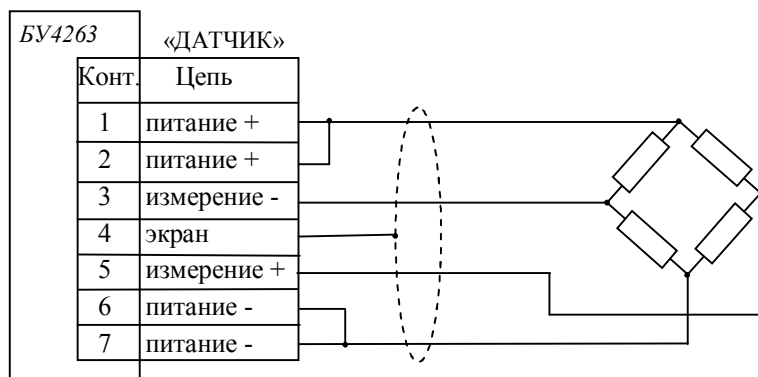 БУ4263
«ДАТЧИК»
Конт. Цепь
1 питание +
2 питание +
3 измерение -
4 экран
5 измерение +
6 питание -
7 питание -